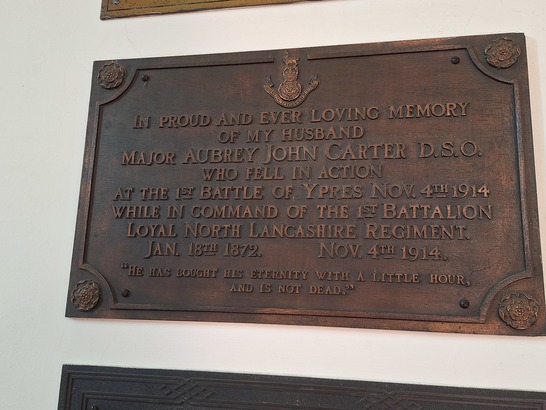 IN PROUD AND EVER LOVING MEMORY
OF MY HUSBAND
MAJOR AUBREY JOHN CARTER D.S.O.
WHO FELL IN ACTION
AT THE 1ST BATTLE OF YPRES NOV. 4TH 1914
WHILE IN COMMAND OF THE 1ST BATTALION
LOYAL NORTH LANCASHIRE REGIMENT.
JAN. 18TH 1872. NOV. 4TH 1914.
"HE HAS BOUGHT HIS ETERNITY WITH A LITTLE HOUR,
AND IS NOT DEAD."